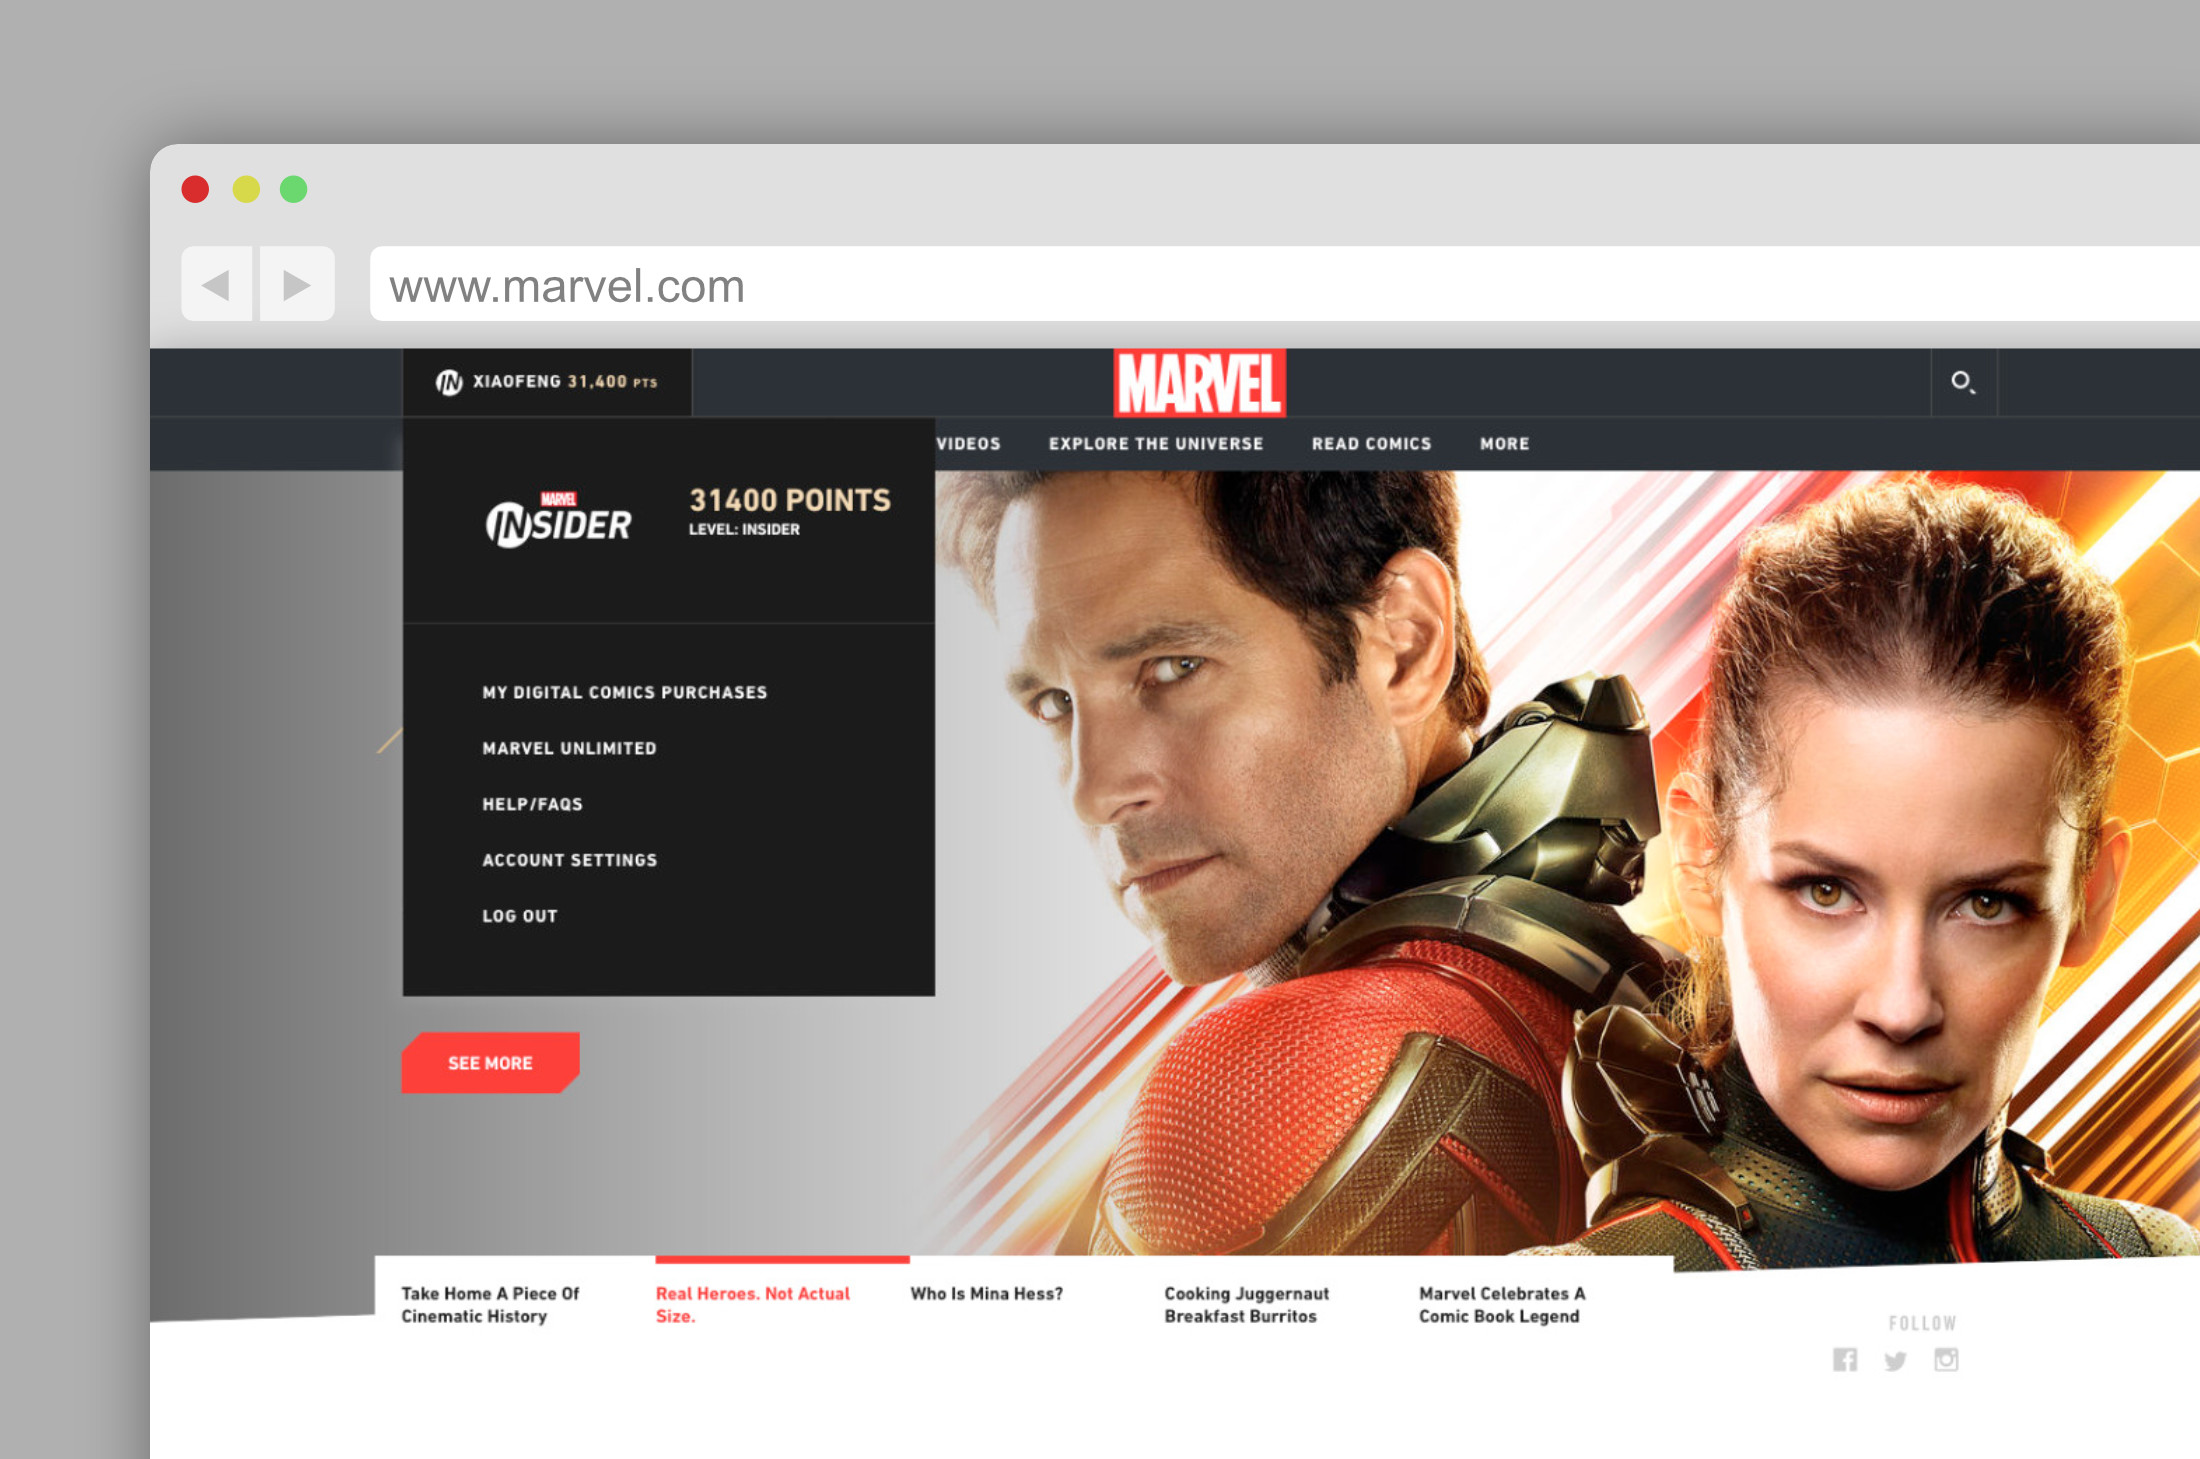 www.marvel.com
IN XIAOFENG 31,400 PTS
MARVEL
VIDEOS EXPLORE THE UNIVERSE READ COMICS MORE
MARVEL
INSIDER
31400 POINTS
LEVEL: INSIDER
MY DIGITAL COMICS PURCHASES
MARVEL UNLIMITED
HELP/FAQS
ACCOUNT SETTINGS
LOG OUT
SEE MORE
Take Home A Piece Of
Cinematic History
Real Heroes. Not Actual
Size.
Who Is Mina Hess?
Cooking Juggernaut
Breakfast Burritos
Marvel Celebrates A
Comic Book Legend
FOLLOW